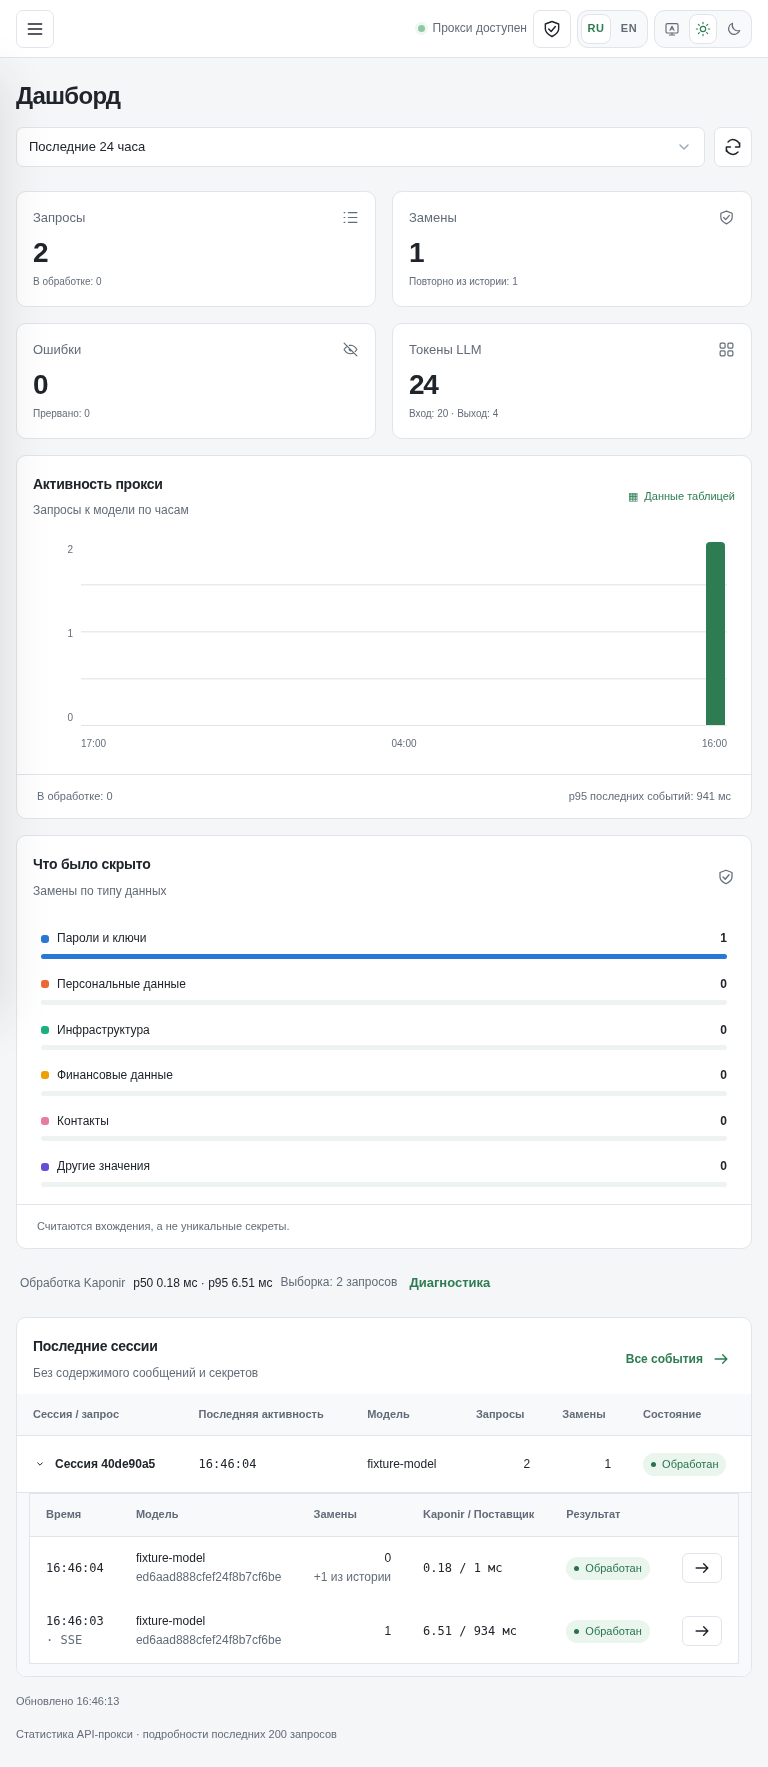 Прокси доступен RU EN
Дашборд
Последние 24 часа
Запросы
2
В обработке: 0
Замены
1
Повторно из истории: 1
Ошибки
0
Прервано: 0
Токены LLM
24
Вход: 20 · Выход: 4
Активность прокси
Запросы к модели по часам
Данные таблицей
2
1
0
17:00 04:00 16:00
В обработке: 0 p95 последних событий: 941 мс
Что было скрыто
Замены по типу данных
Пароли и ключи 1
Персональные данные 0
Инфраструктура 0
Финансовые данные 0
Контакты 0
Другие значения 0
Считаются вхождения, а не уникальные секреты.
Обработка Kaponir p50 0.18 мс · p95 6.51 мс Выборка: 2 запросов Диагностика
Последние сессии
Без содержимого сообщений и секретов
Все события
Сессия / запрос Последняя активность Модель Запросы Замены Состояние
Сессия 40de90a5 16:46:04 fixture-model 2 1 Обработан
Время Модель Замены Kaponir / Поставщик Результат
16:46:04 fixture-model 0 0.18 / 1 мс Обработан
ed6aad888cfef24f8b7cf6be +1 из истории
16:46:03 fixture-model 1 6.51 / 934 мс Обработан
· SSE ed6aad888cfef24f8b7cf6be
Обновлено 16:46:13
Статистика API-прокси · подробности последних 200 запросов